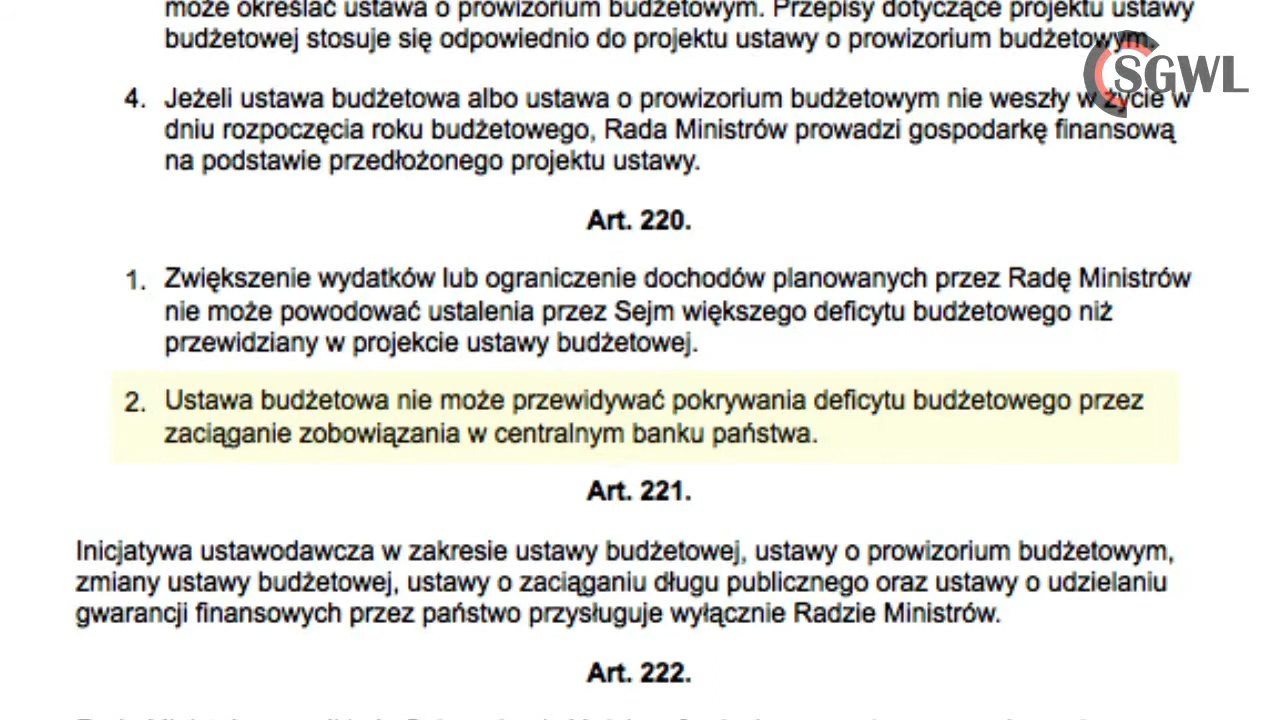 może określać ustawa o prowizorium budżetowym. Przepisy dotyczące projektu ustawy
budżetowej stosuje się odpowiednio do projektu ustawy o prowizorium budżetowym.
SGWL
4. Jeżeli ustawa budżetowa albo ustawa o prowizorium budżetowym nie weszły w życie w
dniu rozpoczęcia roku budżetowego, Rada Ministrów prowadzi gospodarkę finansową
na podstawie przedłożonego projektu ustawy.
Art. 220.
1. Zwiększenie wydatków lub ograniczenie dochodów planowanych przez Radę Ministrów
nie może powodować ustalenia przez Sejm większego deficytu budżetowego niż
przewidziany w projekcie ustawy budżetowej.
2. Ustawa budżetowa nie może przewidywać pokrywania deficytu budżetowego przez
zaciąganie zobowiązania w centralnym banku państwa.
Art. 221.
Inicjatywa ustawodawcza w zakresie ustawy budżetowej, ustawy o prowizorium budżetowym,
zmiany ustawy budżetowej, ustawy o zaciąganiu długu publicznego oraz ustawy o udzielaniu
gwarancji finansowych przez państwo przysługuje wyłącznie Radzie Ministrów.
Art. 222.